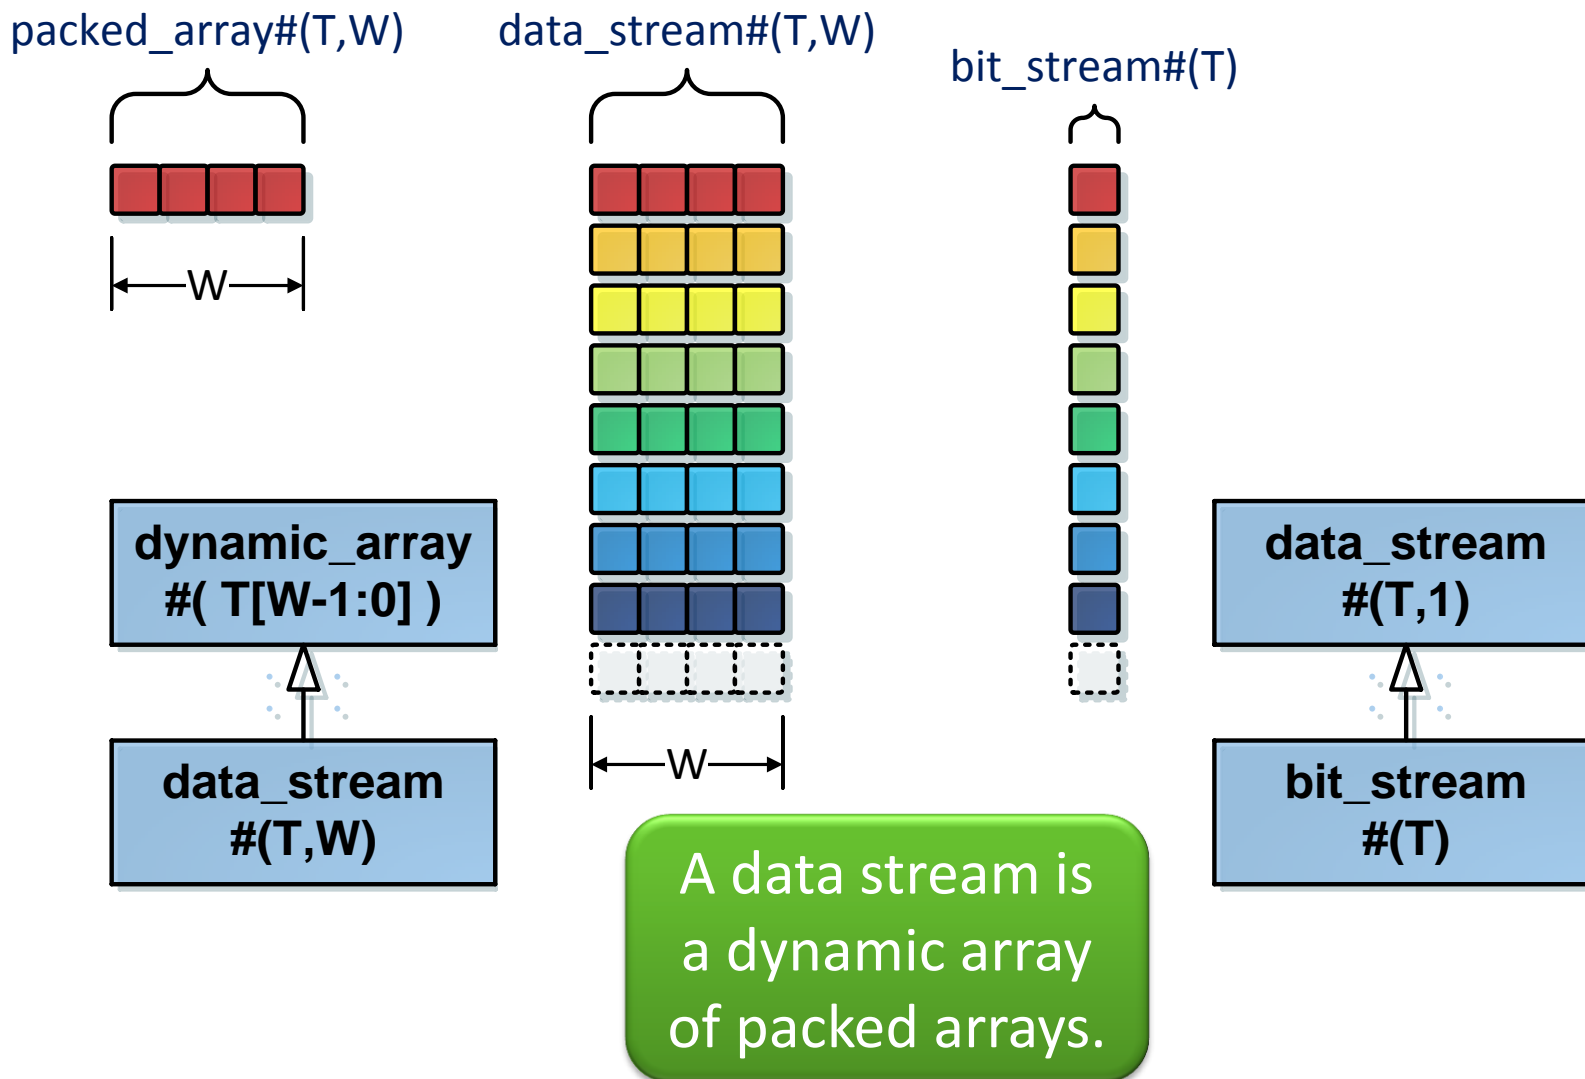 packed_array#(T,W)
data_stream#(T,W)
bit_stream#(T)
W
dynamic_array
#( T[W-1:0] )
data_stream
#(T,W)
W
data_stream
#(T,1)
bit_stream
#(T)
A data stream is
a dynamic array
of packed arrays.